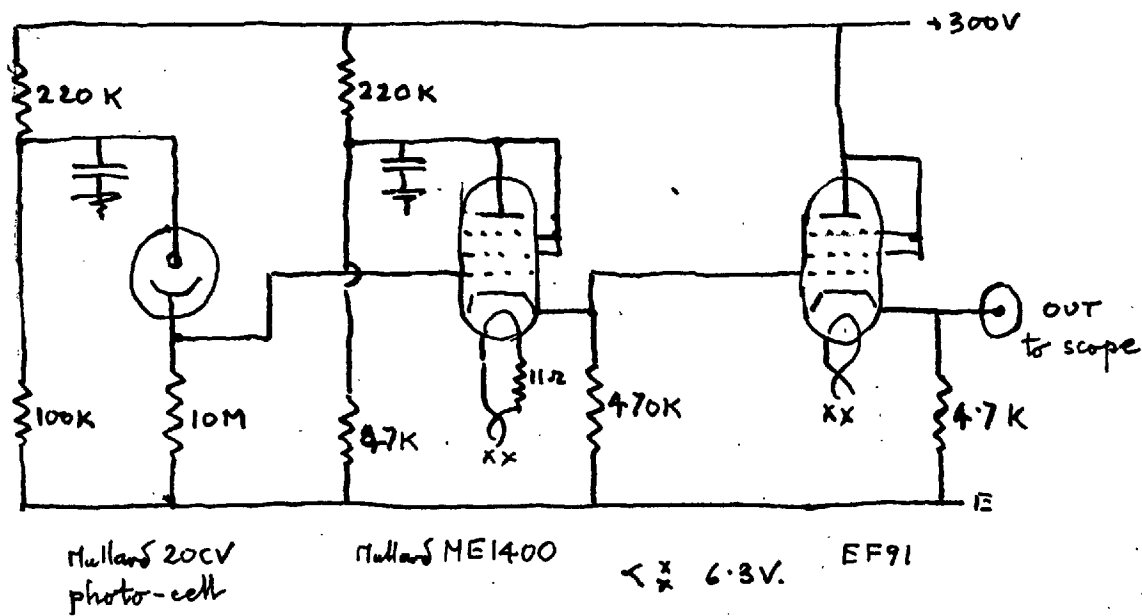 +300V
220K
220K
11Ω
OUT
to scope
100K
10M
47K
xx
470K
xx
4.7K
E
Mullard 20CV
photo-cell
Mullard ME1400
< x x 6.3V.
EF91